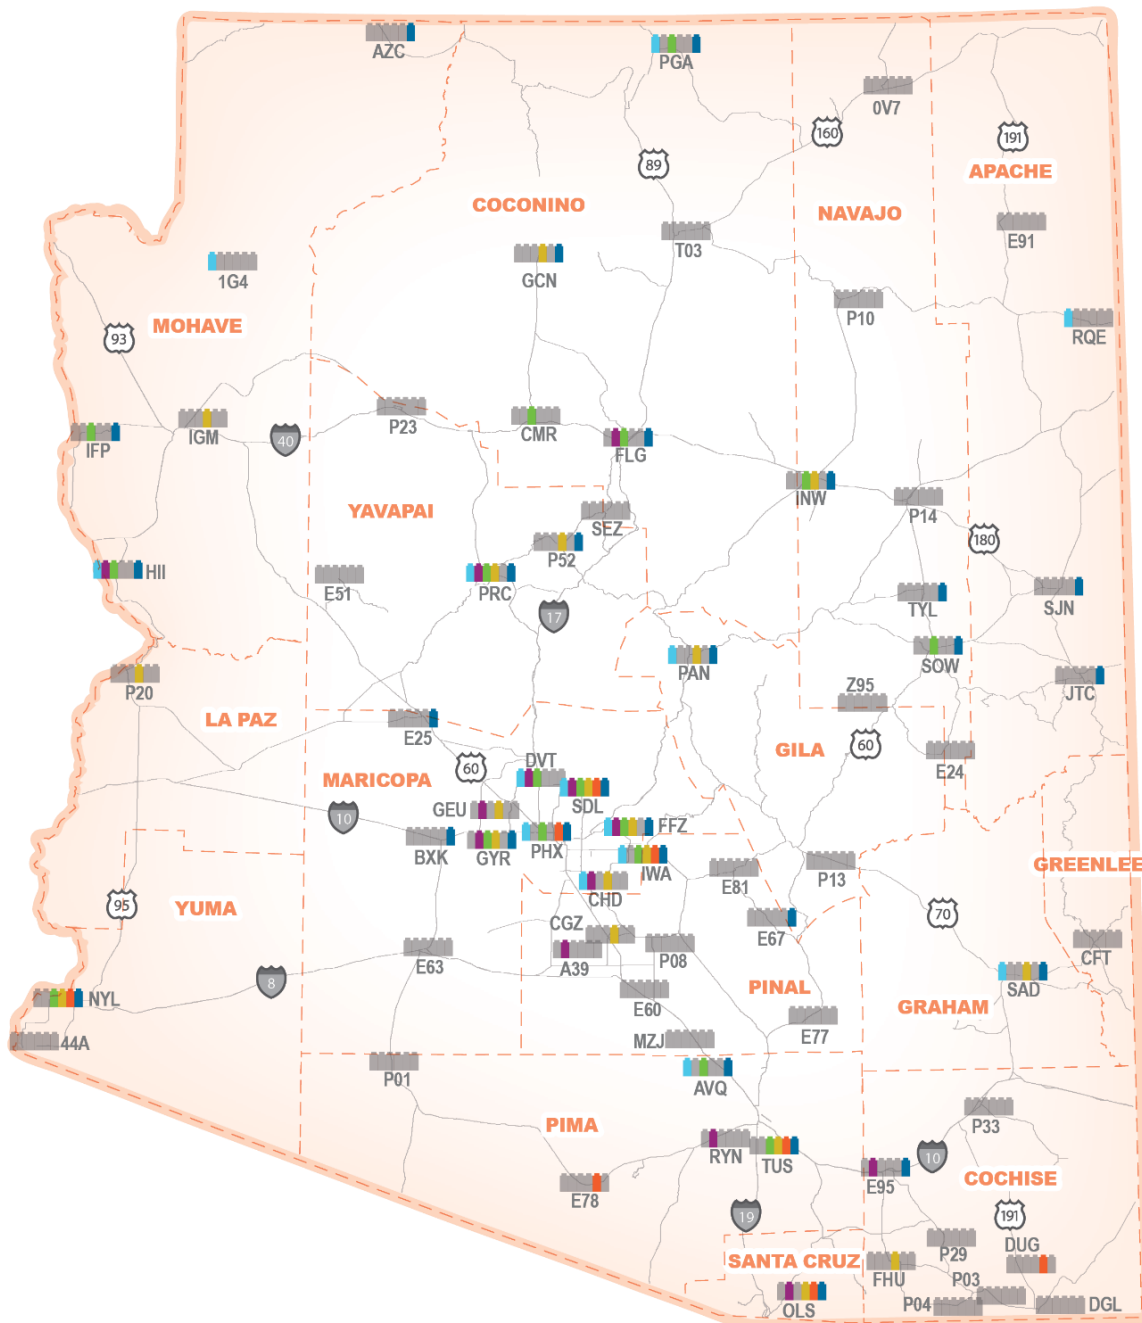 AZC
PGA
0V7
160
191
89
APACHE
COCONINO
NAVAJO
E91
T03
1G4
GCN
P10
MOHAVE
93
RQE
P23
CMR
IGM
IFP
40
FLG
INW
P14
YAVAPAI
SEZ
180
P52
HII
E51
PRC
TYL
SJN
17
SOW
PAN
P20
Z95
JTC
LA PAZ
E25
GILA
60
E24
DVT
60
MARICOPA
SDL
GEU
10
FFZ
BXK
GYR
PHX
IWA
E81
P13
GREENLEE
CHD
95
YUMA
70
CGZ
E67
A39
P08
E63
CFT
8
PINAL
SAD
NYL
E60
GRAHAM
E77
MZJ
44A
P01
AVQ
P33
PIMA
RYN
TUS
10
E95
COCHISE
E78
19
191
DUG
P29
SANTA CRUZ
FHU
P03
OLS
P04
DGL